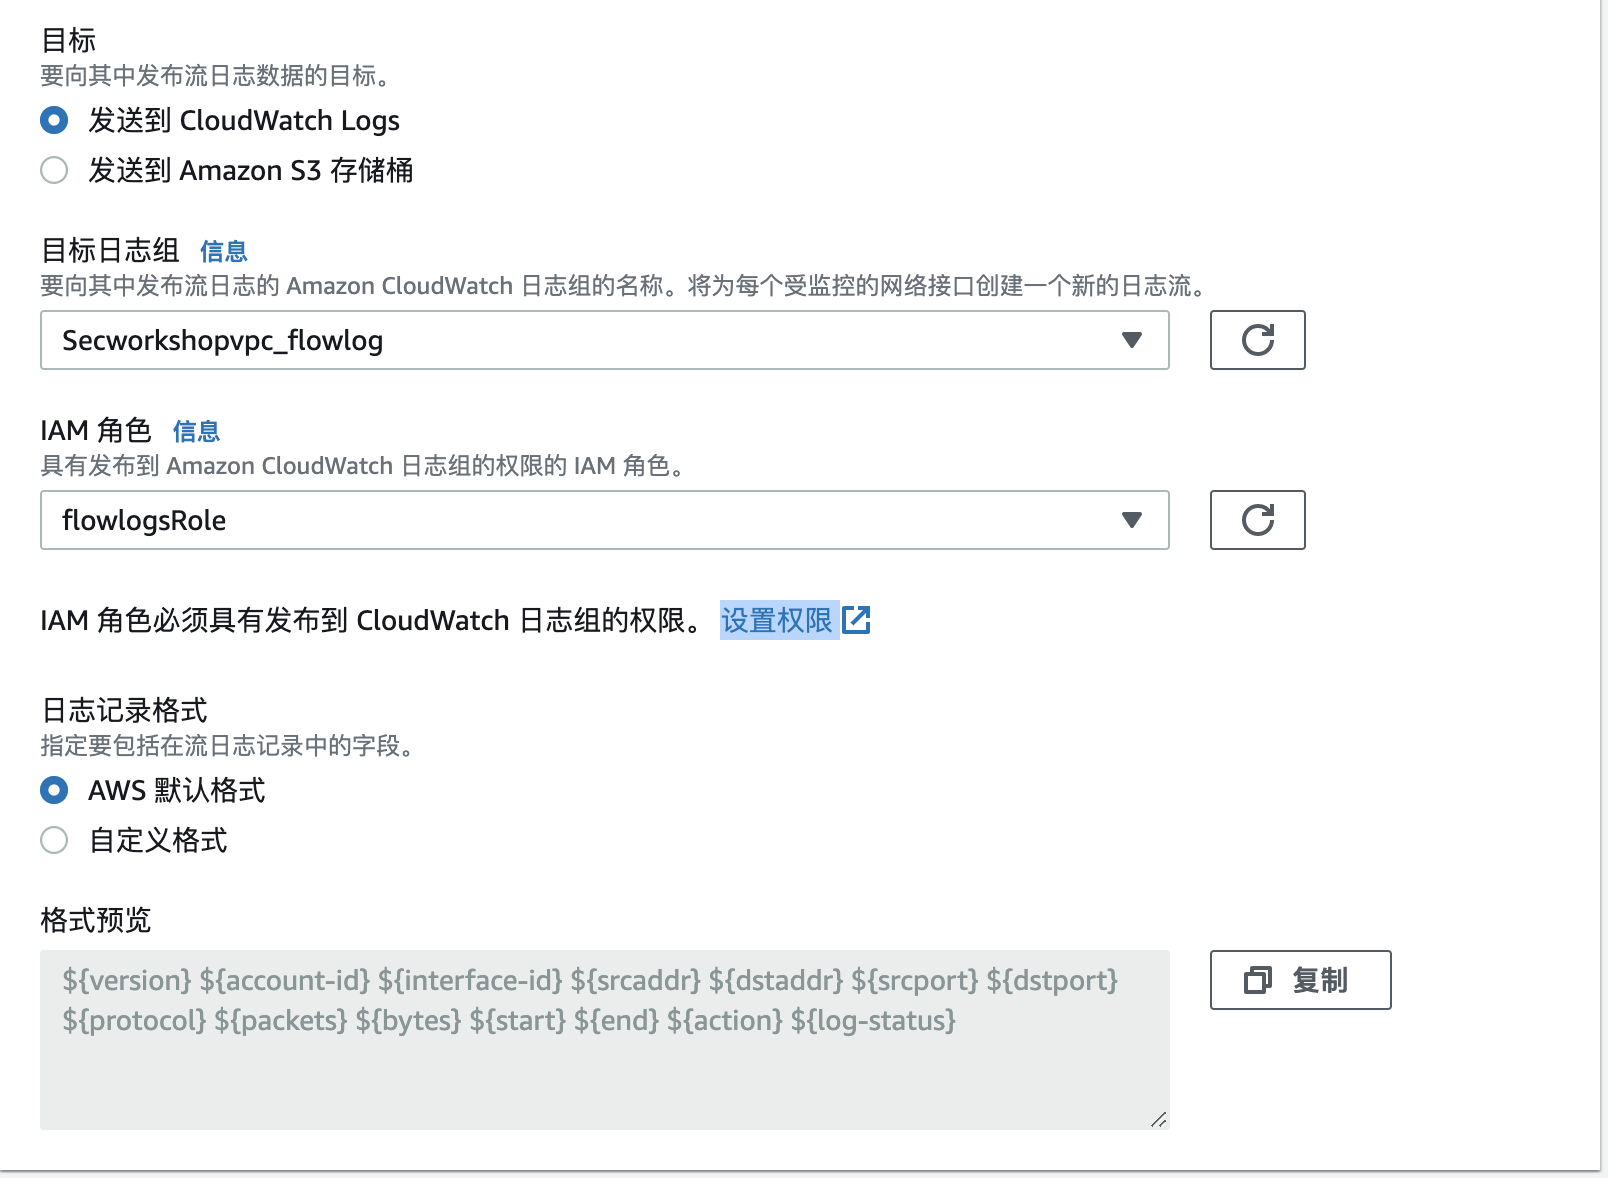 目标
要向其中发布流日志数据的目标。
发送到 CloudWatch Logs
发送到 Amazon S3 存储桶
目标日志组 信息
要向其中发布流日志的 Amazon CloudWatch 日志组的名称。将为每个受监控的网络接口创建一个新的日志流。
Secworkshopvpc_flowlog
IAM 角色 信息
具有发布到 Amazon CloudWatch 日志组的权限的 IAM 角色。
flowlogsRole
IAM 角色必须具有发布到 CloudWatch 日志组的权限。 设置权限
日志记录格式
指定要包括在流日志记录中的字段。
AWS 默认格式
自定义格式
格式预览
${version} ${account-id} ${interface-id} ${srcaddr} ${dstaddr} ${srcport} ${dstport}
${protocol} ${packets} ${bytes} ${start} ${end} ${action} ${log-status}
复制